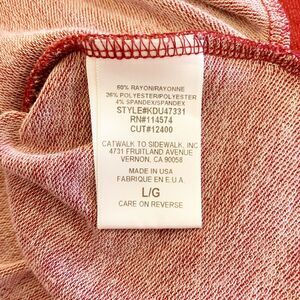 60% RAYON/RAYONNE
36% POLYESTER/POLYESTER
4% SPANDEX/SPANDEX
STYLE#KDU47331
RN#114574
CUT#12400
CATWALK TO SIDEWALK, INC
4731 FRUITLAND AVENUE
VERNON, CA 90058
MADE IN USA
FABRIQUE EN E.U.A.
L/G
CARE ON REVERSE